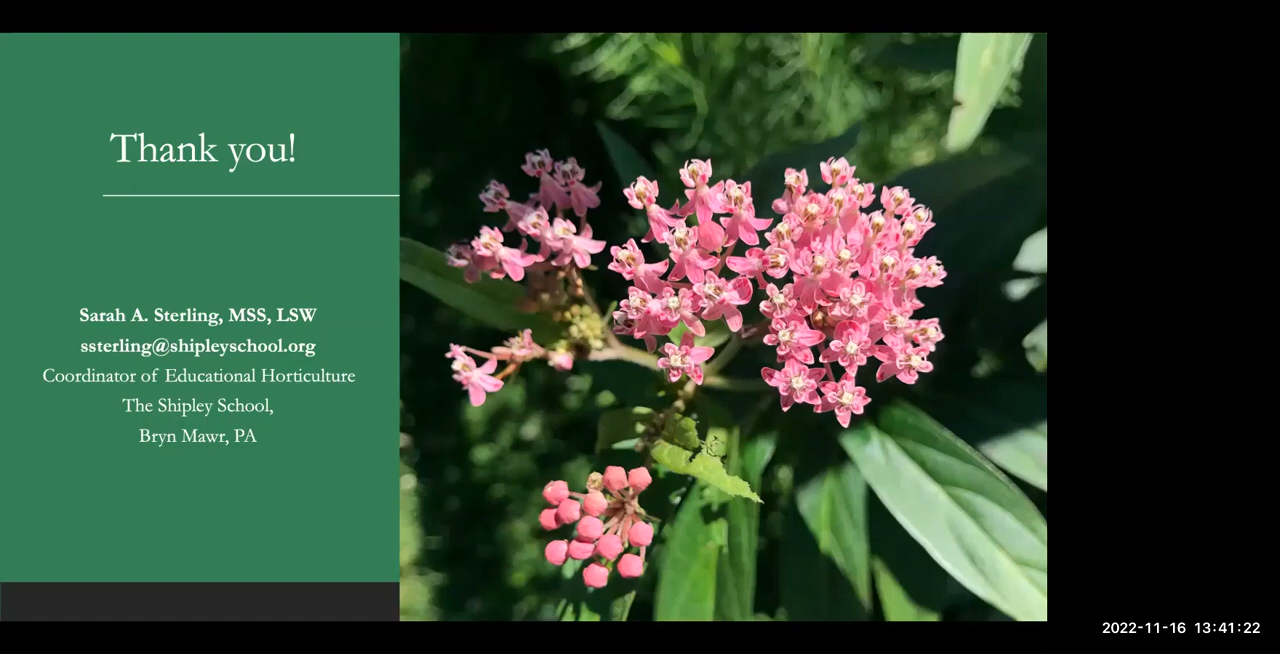 Thank you!
Sarah A. Sterling, MSS, LSW
ssterling@shipleyschool.org
Coordinator of Educational Horticulture
The Shipley School,
Bryn Mawr, PA
2022-11-16 13:41:22